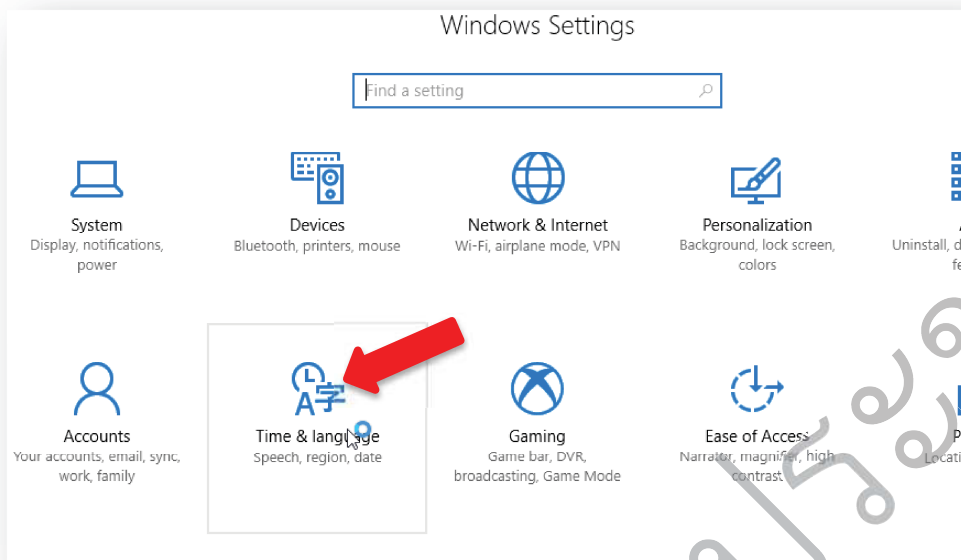 Windows Settings
Find a setting
System
Display, notifications,
power
Devices
Bluetooth, printers, mouse
Network & Internet
Wi-Fi, airplane mode, VPN
Personalization
Background, lock screen,
colors
Uninstall,
Accounts
Your accounts, email, sync,
work, family
Time & language
Speech, region, date
Gaming
Game bar, DVR,
broadcasting, Game Mode
Ease of Access
Narrator, magnifier, high
contrast